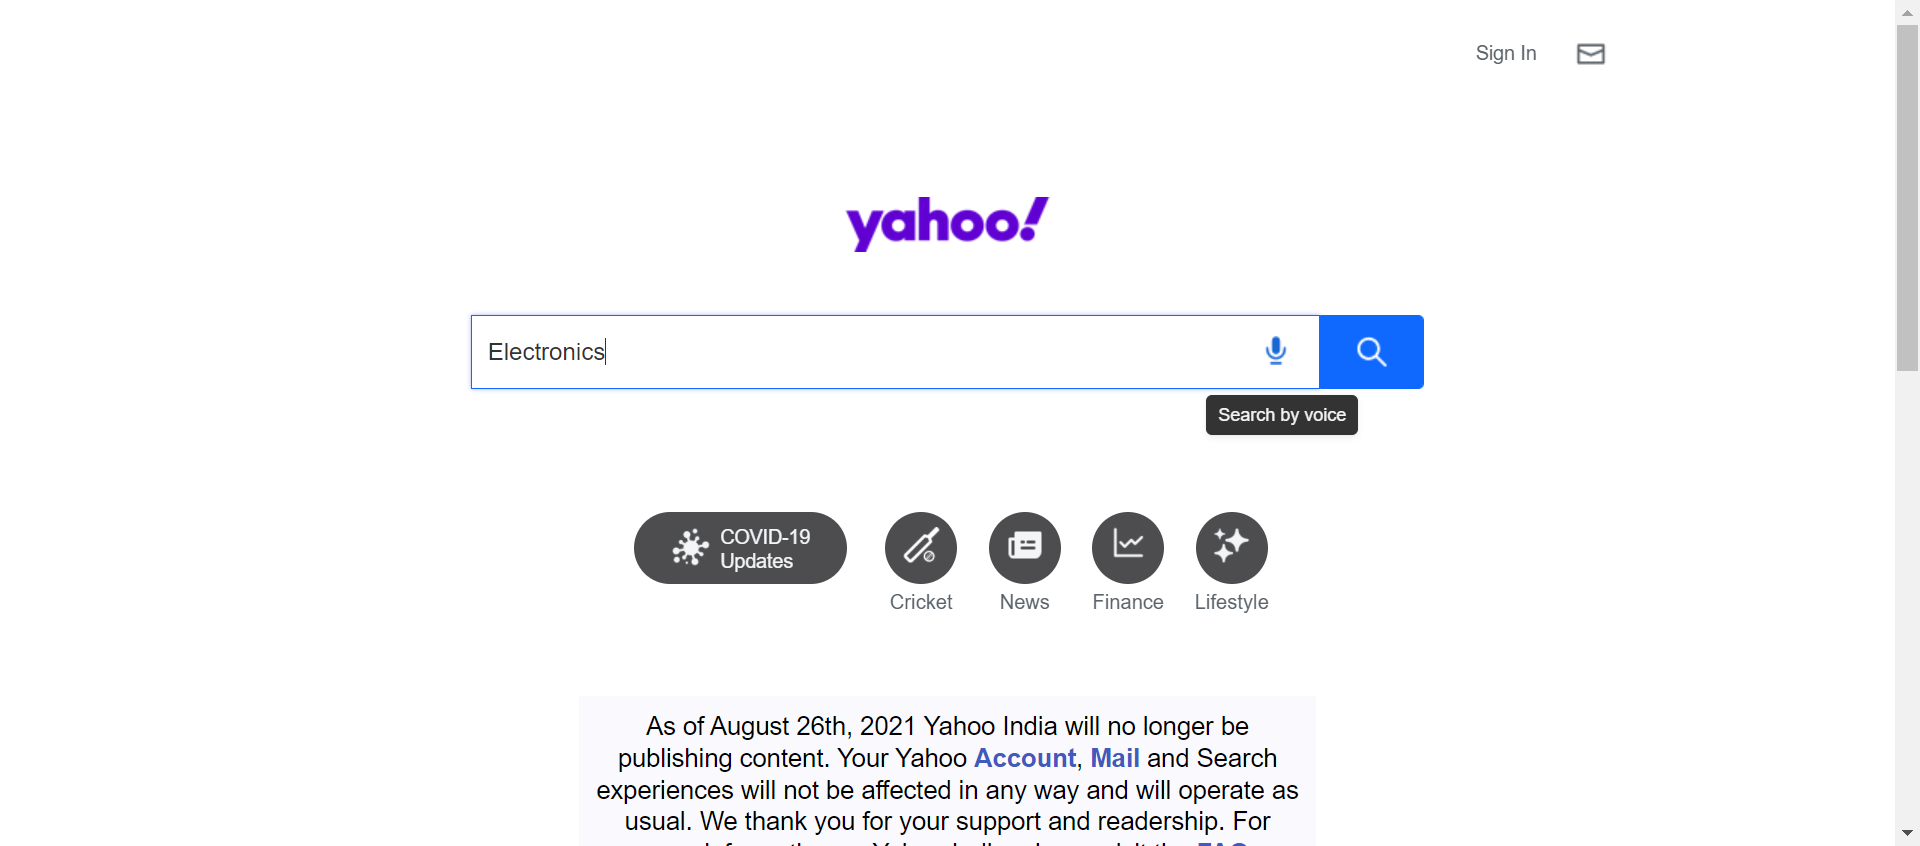 Sign In
yahoo!
Electronics
Search by voice
COVID-19
Updates
Cricket
News
Finance
Lifestyle
As of August 26th, 2021 Yahoo India will no longer be
publishing content. Your Yahoo Account, Mail and Search
experiences will not be affected in any way and will operate as
usual. We thank you for your support and readership. For